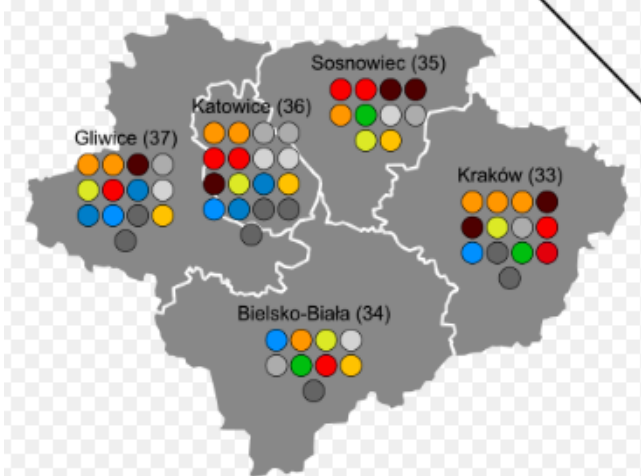 Sosnowiec (35)
Katowice (36)
Gliwice (37)
Kraków (33)
Bielsko-Biała (34)